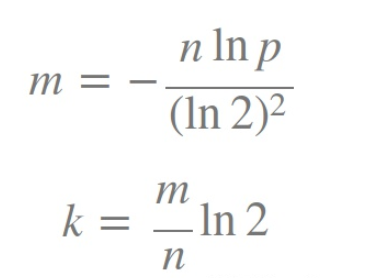 m = − n ln p / (ln 2)²
k = m / n ln 2